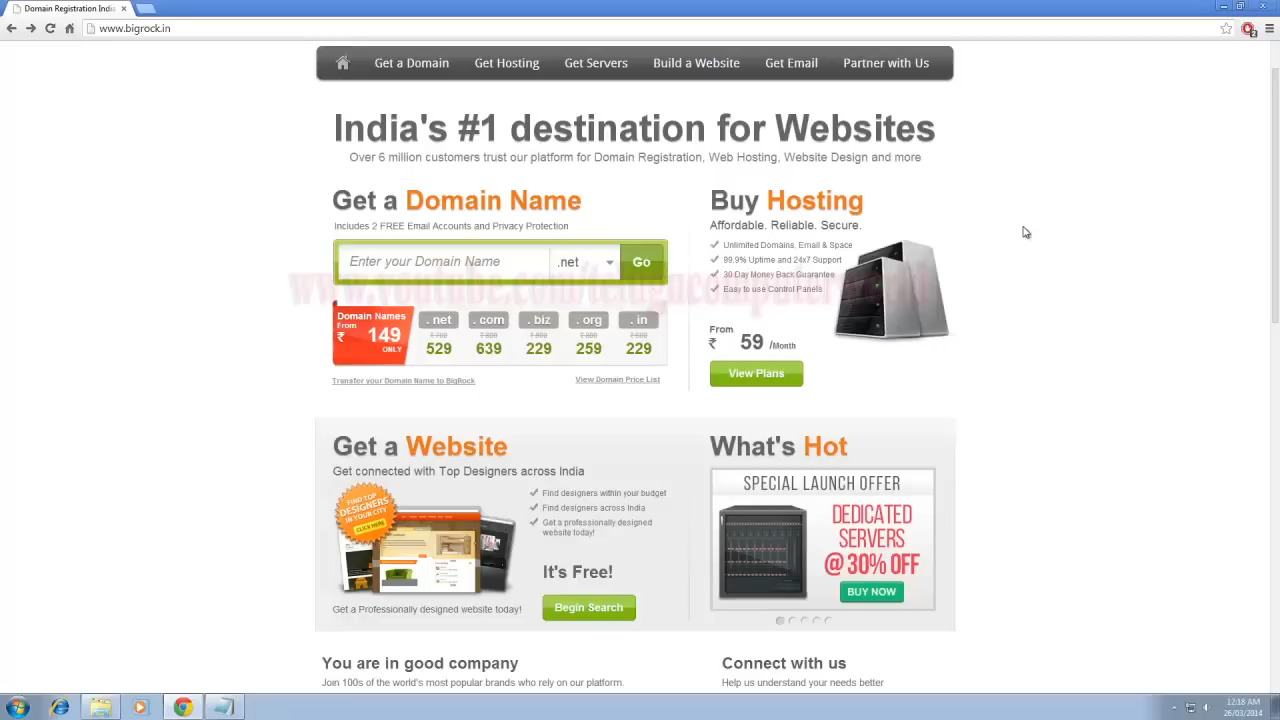 Domain Registration India
www.bigrock.in
Get a Domain Get Hosting Get Servers Build a Website Get Email Partner with Us
India's #1 destination for Websites
Over 6 million customers trust our platform for Domain Registration, Web Hosting, Website Design and more
Get a Domain Name
Includes 2 FREE Email Accounts and Privacy Protection
Enter your Domain Name .net Go
Domain Names
From
₹ 149
ONLY
. net . com . biz . org . in
529 639 229 259 229
Transfer your Domain Name to BigRock View Domain Price List
Buy Hosting
Affordable. Reliable. Secure.
Unlimited Domains, Email & Space
99.9% Uptime and 24x7 Support
30 Day Money Back Guarantee
Easy to use Control Panels
From
₹ 59 /Month
View Plans
Get a Website
Get connected with Top Designers across India
FIND TOP
DESIGNERS
IN YOUR CITY
CLICK HERE
Find designers within your budget
Find designers across India
Get a professionally designed
website today!
It's Free!
Get a Professionally designed website today!
Begin Search
What's Hot
SPECIAL LAUNCH OFFER
DEDICATED
SERVERS
@ 30% OFF
BUY NOW
You are in good company
Join 100s of the world's most popular brands who rely on our platform.
Connect with us
Help us understand your needs better
12:18 AM
26/03/2014